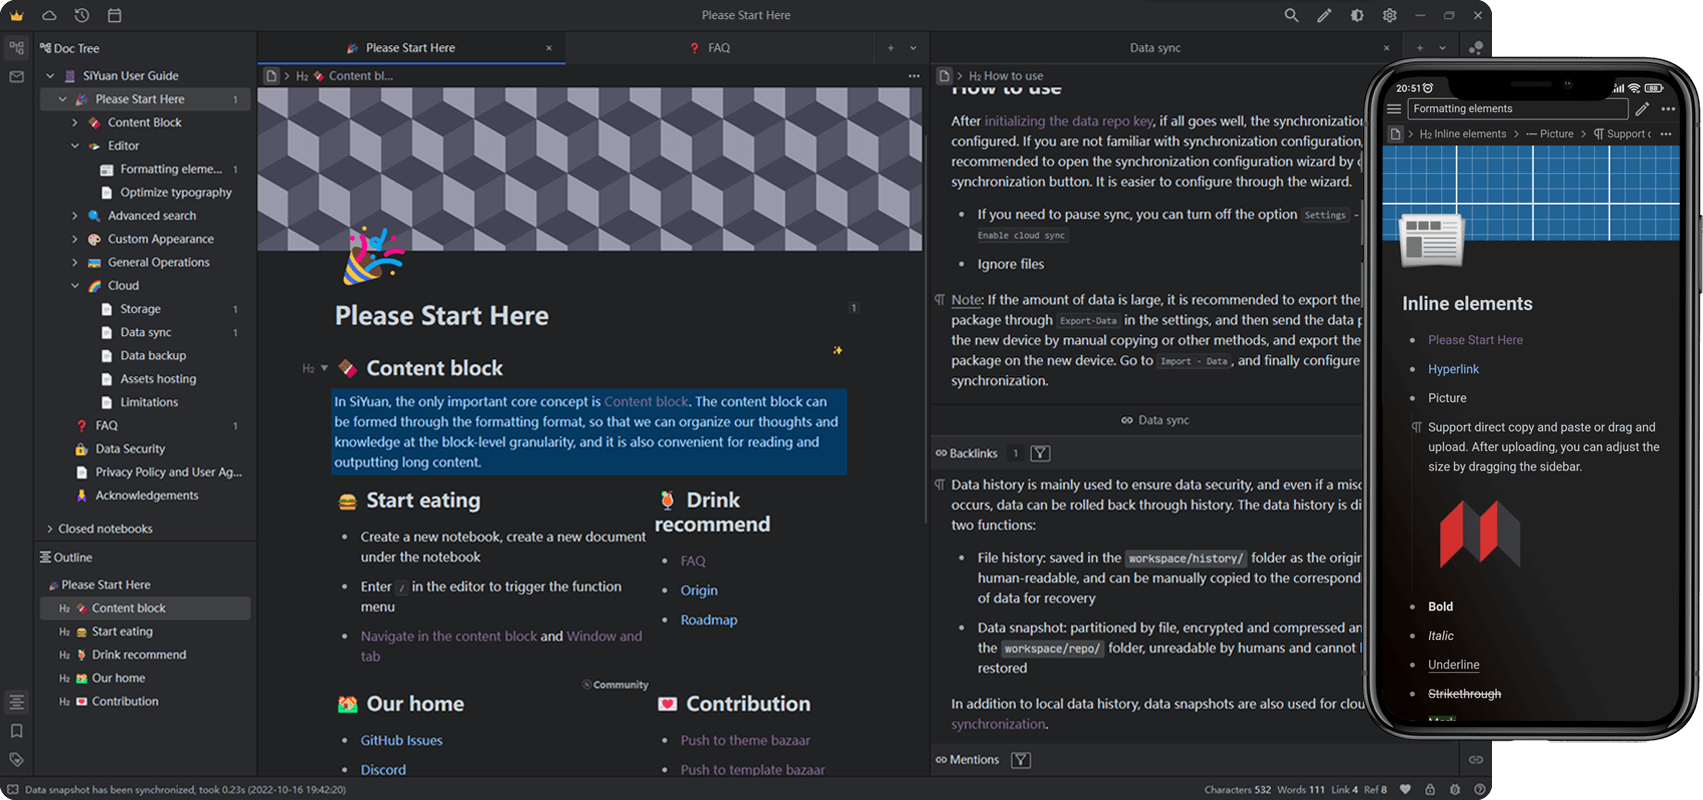 Please Start Here
Doc Tree
SiYuan User Guide
Please Start Here 1
Content Block
Editor
Formatting eleme... 1
Optimize typography
Advanced search
Custom Appearance
General Operations
Cloud
Storage 1
Data sync 1
Data backup
Assets hosting
Limitations
FAQ 1
Data Security
Privacy Policy and User Ag...
Acknowledgements
Closed notebooks
Outline
Please Start Here
H2 Content block
H2 Start eating
H2 Drink recommend
H2 Our home
H2 Contribution
Please Start Here
FAQ
H2 Content bl...
Please Start Here
1
H2 Content block
In SiYuan, the only important core concept is Content block. The content block can
be formed through the formatting format, so that we can organize our thoughts and
knowledge at the block-level granularity, and it is also convenient for reading and
outputting long content.
Start eating
Create a new notebook, create a new document
under the notebook
Enter / in the editor to trigger the function
menu
Navigate in the content block and Window and
tab
Drink
recommend
FAQ
Origin
Roadmap
Community
Our home
GitHub Issues
Discord
Contribution
Push to theme bazaar
Push to template bazaar
Data sync
H2 How to use
How to use
After initializing the data repo key, if all goes well, the synchronization
configured. If you are not familiar with synchronization configuration,
recommended to open the synchronization configuration wizard by
synchronization button. It is easier to configure through the wizard.
If you need to pause sync, you can turn off the option Settings -
Enable cloud sync
Ignore files
Note: If the amount of data is large, it is recommended to export the
package through Export-Data in the settings, and then send the data
the new device by manual copying or other methods, and export the
package on the new device. Go to Import - Data, and finally configure
synchronization.
Data sync
Backlinks 1
Data history is mainly used to ensure data security, and even if a
occurs, data can be rolled back through history. The data history is
two functions:
File history: saved in the workspace/history/ folder as the
human-readable, and can be manually copied to the
of data for recovery
Data snapshot: partitioned by file, encrypted and compressed
the workspace/repo/ folder, unreadable by humans and cannot
restored
In addition to local data history, data snapshots are also used for
synchronization.
Mentions
Data snapshot has been synchronized, took 0.23s (2022-10-16 19:42:20)
Characters 532 Words 111 Link 4 Ref 8
20:51
Formatting elements
H2 Inline elements Picture Support
Inline elements
Please Start Here
Hyperlink
Picture
Support direct copy and paste or drag and
upload. After uploading, you can adjust the
size by dragging the sidebar.
Bold
Italic
Underline
Strikethrough